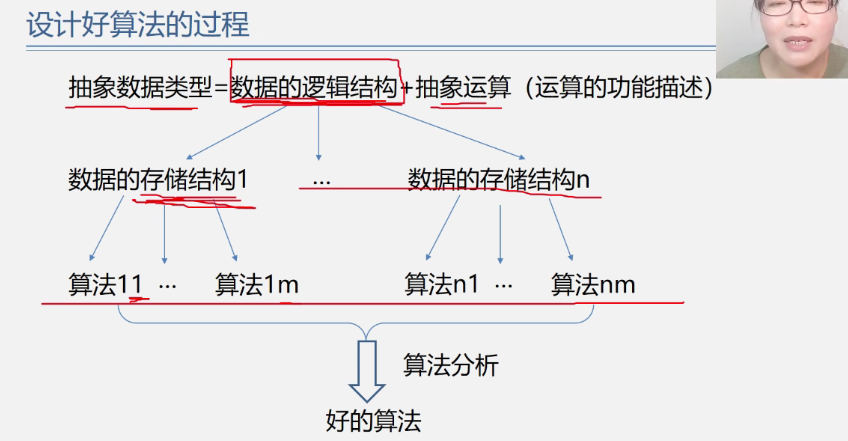 设计好算法的过程
抽象数据类型=数据的逻辑结构+抽象运算（运算的功能描述）
数据的存储结构1 … 数据的存储结构n
算法11 … 算法1m 算法n1 … 算法nm
算法分析
好的算法